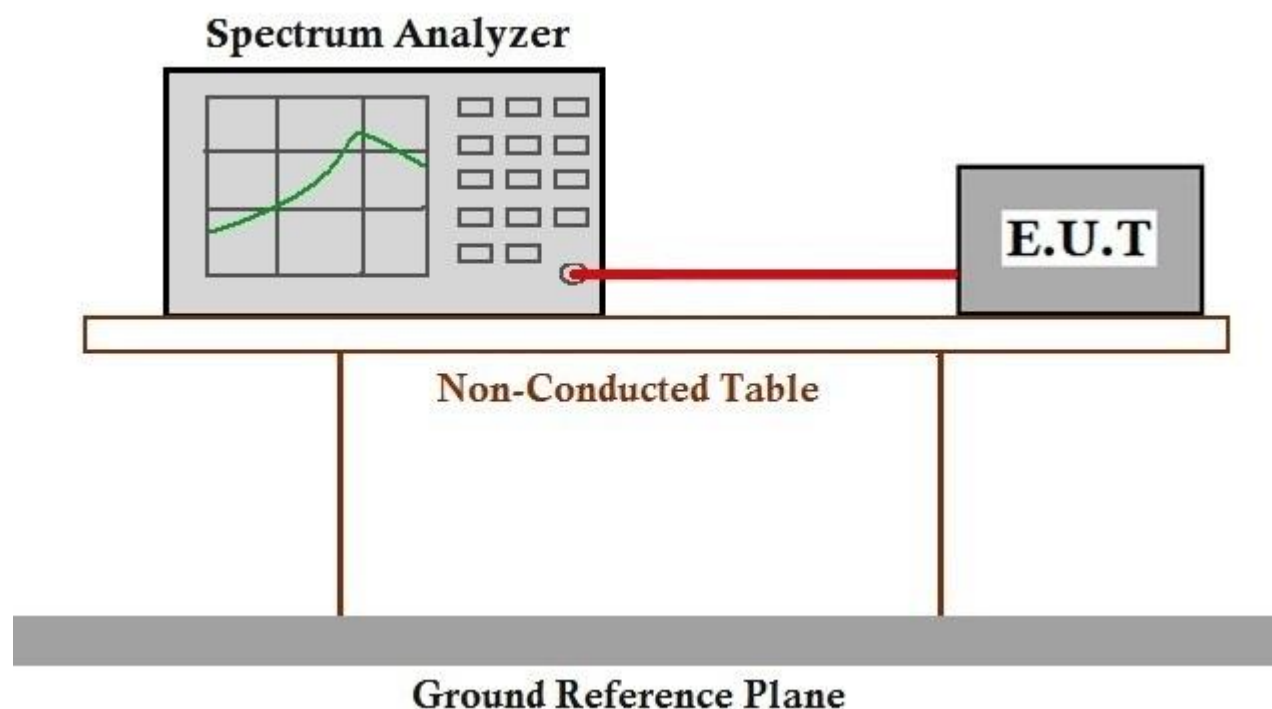 Spectrum Analyzer
E.U.T
Non-Conducted Table
Ground Reference Plane